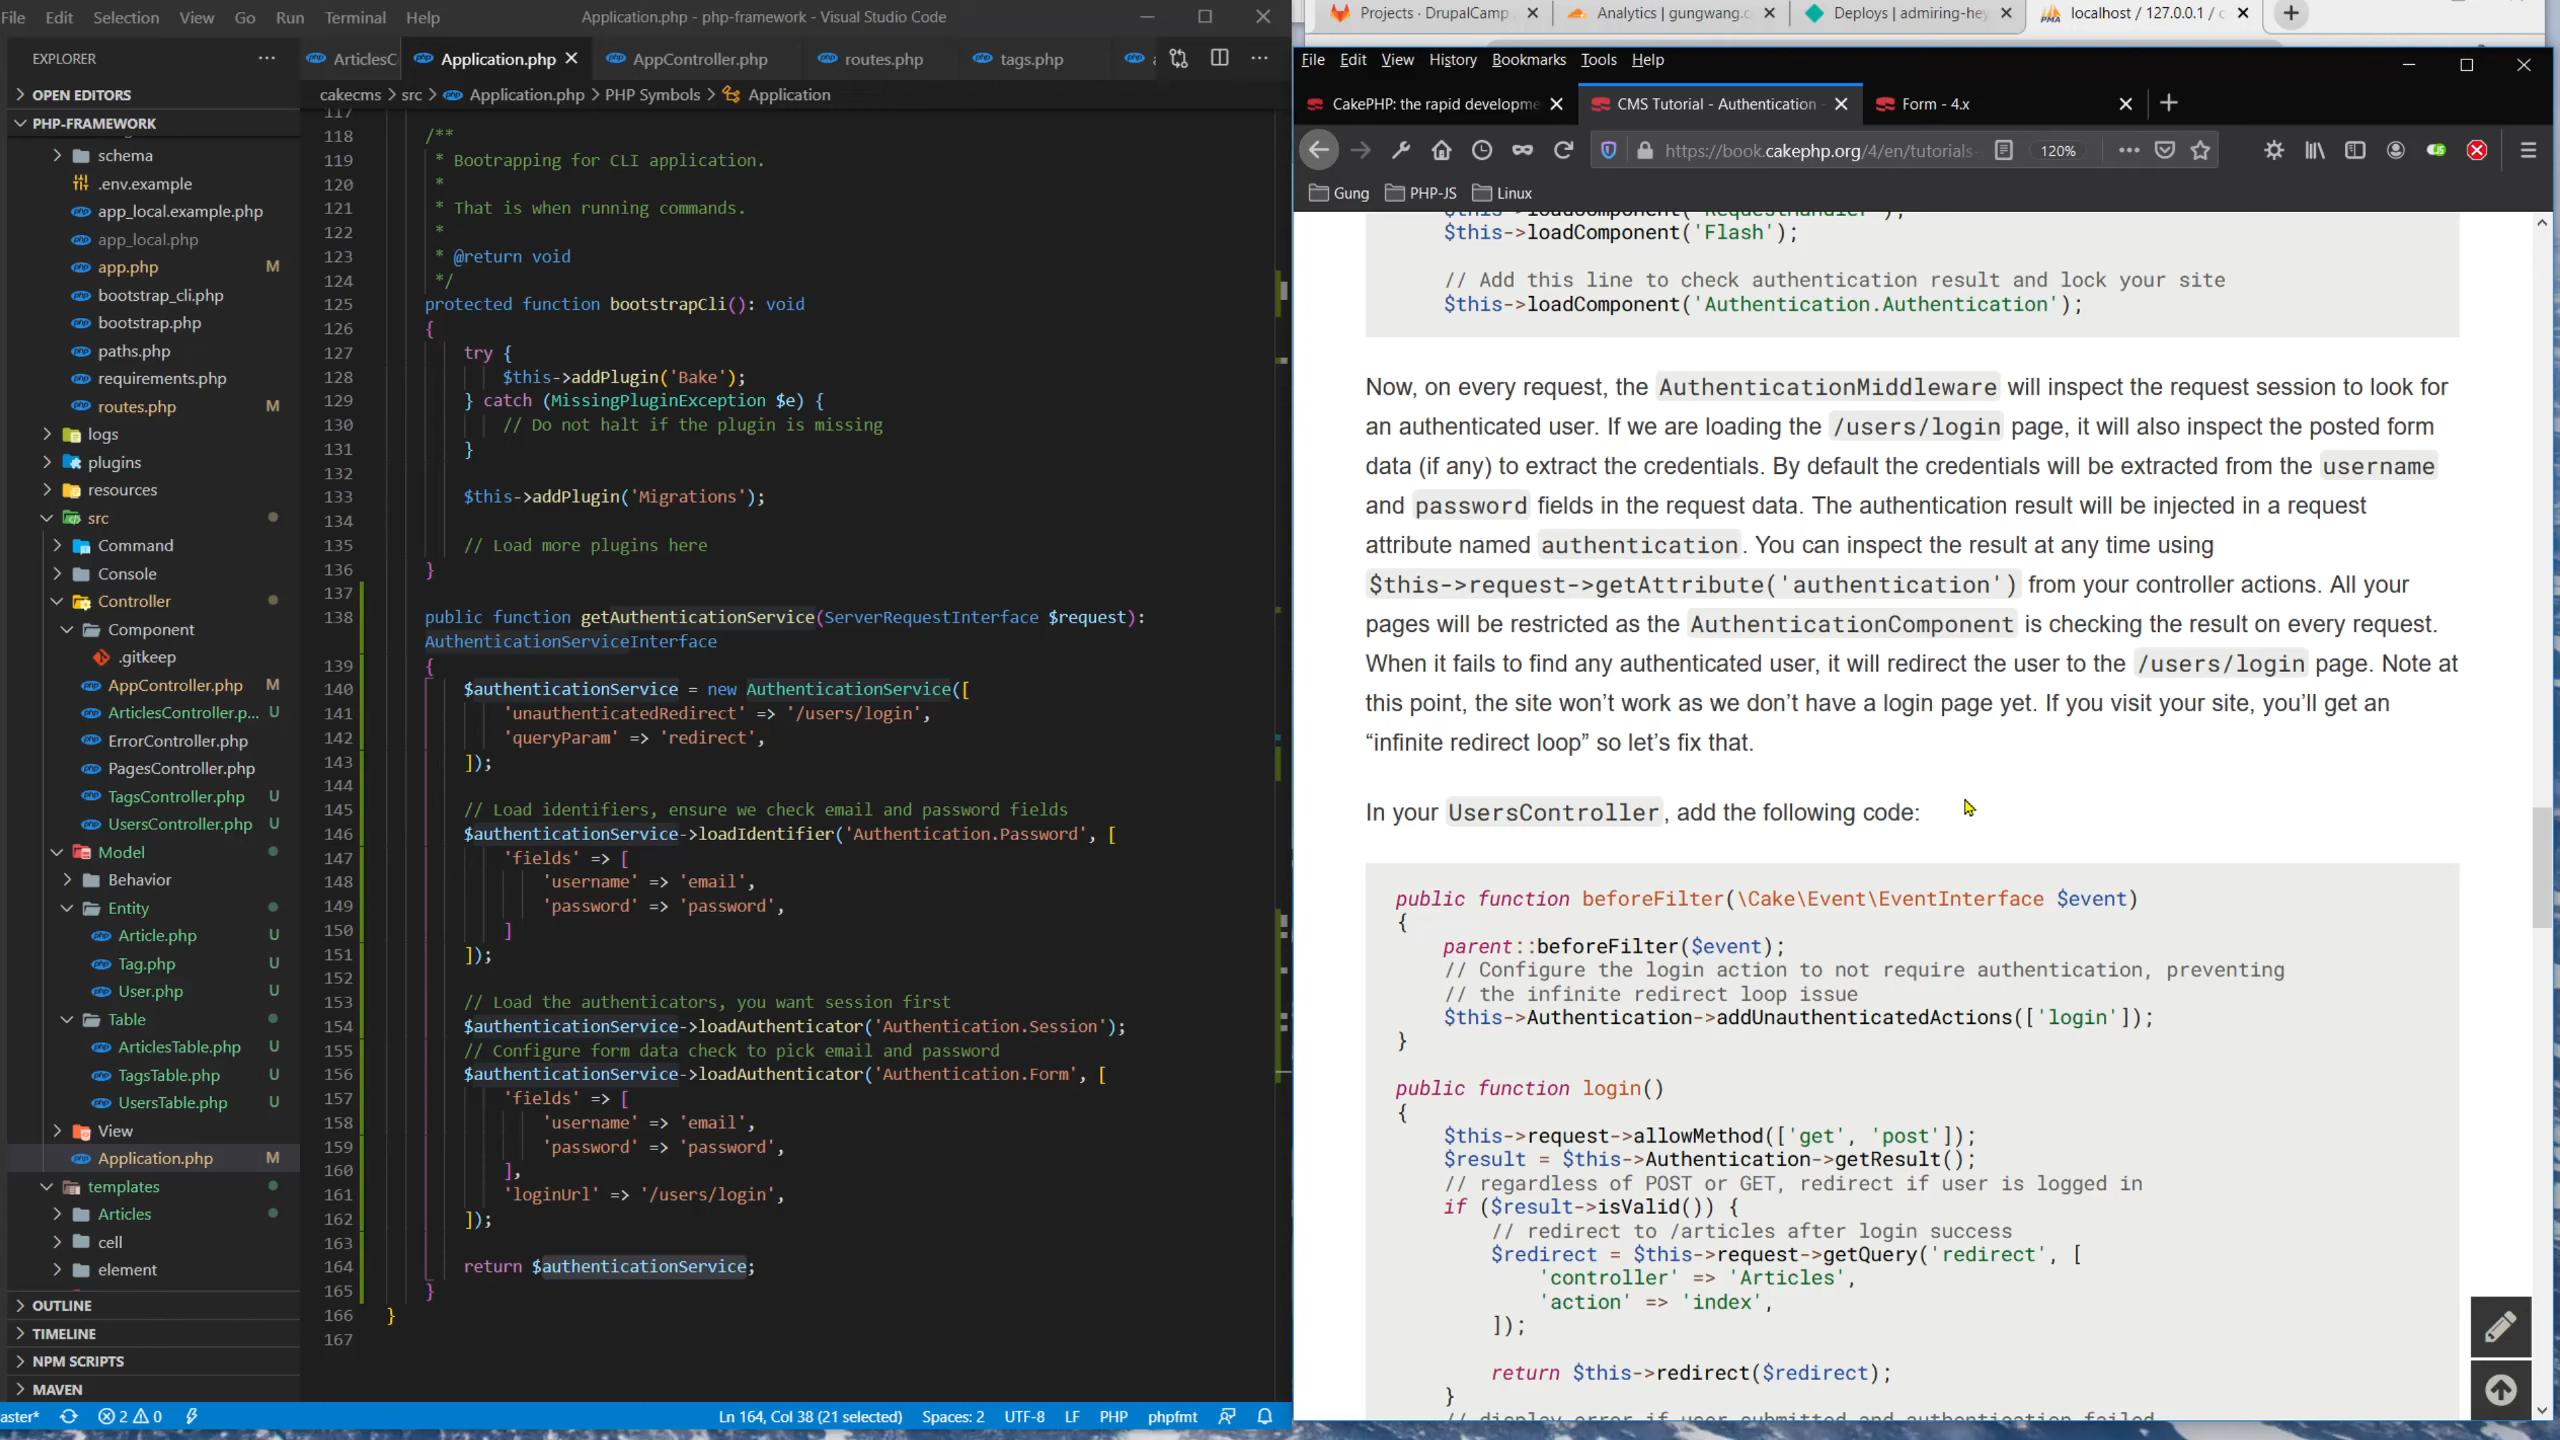 File Edit Selection View Go Run Terminal Help Application.php - php-framework - Visual Studio Code
EXPLORER
OPEN EDITORS
PHP-FRAMEWORK
schema
.env.example
app_local.example.php
app_local.php
app.php M
bootstrap_cli.php
bootstrap.php
paths.php
requirements.php
routes.php M
logs
plugins
resources
src
Command
Console
Controller
Component
.gitkeep
AppController.php M
ArticlesController.p... U
ErrorController.php
PagesController.php
TagsController.php U
UsersController.php U
Model
Behavior
Entity
Article.php U
Tag.php U
User.php U
Table
ArticlesTable.php U
TagsTable.php U
UsersTable.php U
View
Application.php M
templates
Articles
cell
element
OUTLINE
TIMELINE
NPM SCRIPTS
MAVEN
ArticlesC Application.php AppController.php routes.php tags.php
cakecms > src > Application.php > PHP Symbols > Application
117
118 /**
119 * Bootrapping for CLI application.
120 *
121 * That is when running commands.
122 *
123 * @return void
124 */
125 protected function bootstrapCli(): void
126 {
127 try {
128 $this->addPlugin('Bake');
129 } catch (MissingPluginException $e) {
130 // Do not halt if the plugin is missing
131 }
132
133 $this->addPlugin('Migrations');
134
135 // Load more plugins here
136 }
137
138 public function getAuthenticationService(ServerRequestInterface $request):
AuthenticationServiceInterface
139 {
140 $authenticationService = new AuthenticationService([
141 'unauthenticatedRedirect' => '/users/login',
142 'queryParam' => 'redirect',
143 ]);
144
145 // Load identifiers, ensure we check email and password fields
146 $authenticationService->loadIdentifier('Authentication.Password', [
147 'fields' => [
148 'username' => 'email',
149 'password' => 'password',
150 ]
151 ]);
152
153 // Load the authenticators, you want session first
154 $authenticationService->loadAuthenticator('Authentication.Session');
155 // Configure form data check to pick email and password
156 $authenticationService->loadAuthenticator('Authentication.Form', [
157 'fields' => [
158 'username' => 'email',
159 'password' => 'password',
160 ],
161 'loginUrl' => '/users/login',
162 ]);
163
164 return $authenticationService;
165 }
166 }
167
aster* 2 0 Ln 164, Col 38 (21 selected) Spaces: 2 UTF-8 LF PHP phpfmt
Projects · DrupalCamp Analytics | gungwang.c Deploys | admiring-hey localhost / 127.0.0.1 / c
File Edit View History Bookmarks Tools Help
CakePHP: the rapid developme CMS Tutorial - Authentication - Form - 4.x
https://book.cakephp.org/4/en/tutorials- 120%
Gung PHP-JS Linux
$this->loadComponent('RequestHandler');
$this->loadComponent('Flash');
// Add this line to check authentication result and lock your site
$this->loadComponent('Authentication.Authentication');
Now, on every request, the AuthenticationMiddleware will inspect the request session to look for
an authenticated user. If we are loading the /users/login page, it will also inspect the posted form
data (if any) to extract the credentials. By default the credentials will be extracted from the username
and password fields in the request data. The authentication result will be injected in a request
attribute named authentication. You can inspect the result at any time using
$this->request->getAttribute('authentication') from your controller actions. All your
pages will be restricted as the AuthenticationComponent is checking the result on every request.
When it fails to find any authenticated user, it will redirect the user to the /users/login page. Note at
this point, the site won’t work as we don’t have a login page yet. If you visit your site, you’ll get an
“infinite redirect loop” so let’s fix that.
In your UsersController, add the following code:
public function beforeFilter(\Cake\Event\EventInterface $event)
{
parent::beforeFilter($event);
// Configure the login action to not require authentication, preventing
// the infinite redirect loop issue
$this->Authentication->addUnauthenticatedActions(['login']);
}
public function login()
{
$this->request->allowMethod(['get', 'post']);
$result = $this->Authentication->getResult();
// regardless of POST or GET, redirect if user is logged in
if ($result->isValid()) {
// redirect to /articles after login success
$redirect = $this->request->getQuery('redirect', [
'controller' => 'Articles',
'action' => 'index',
]);
return $this->redirect($redirect);
}
// display error if user submitted and authentication failed